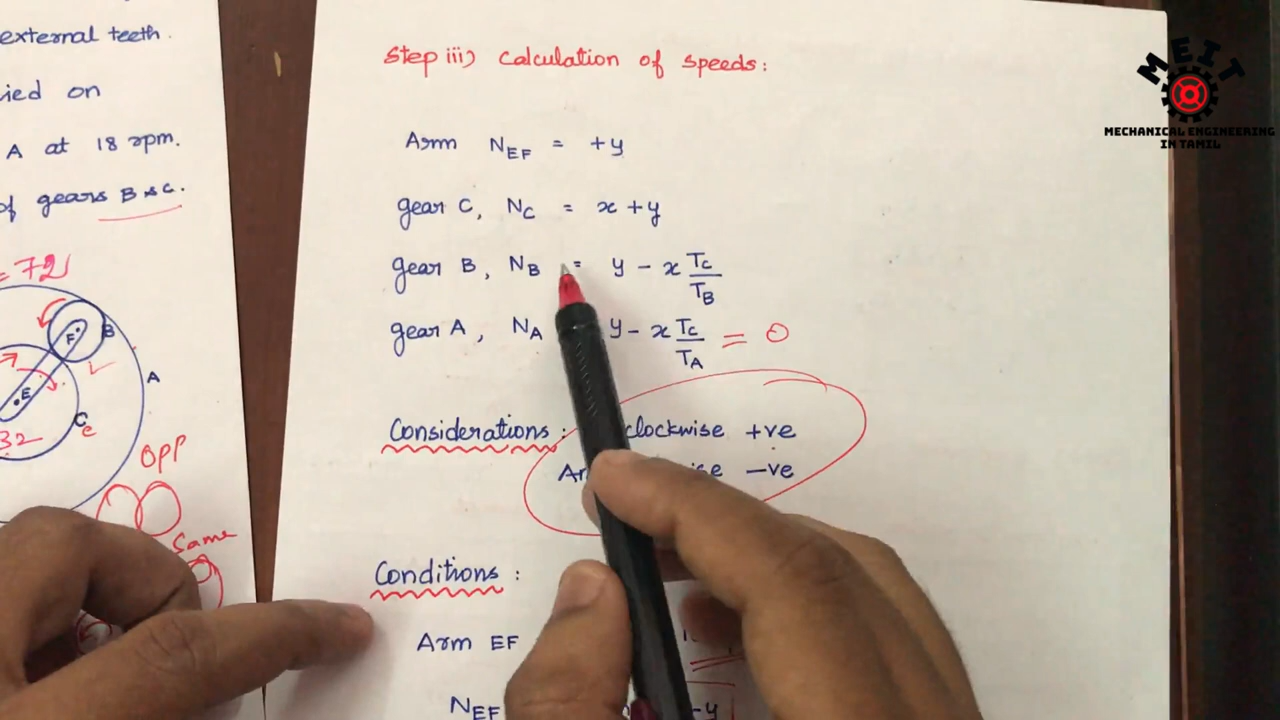 external teeth.
ied on
A at 18 rpm.
of gears B & C.
= 72
B
F
A
E
C
32
OPP
Same
Step iii) Calculation of speeds:
Arm N_EF = +y
gear C, N_C = x + y
gear B, N_B = y - x T_C/T_B
gear A, N_A y - x T_C/T_A = 0
Considerations: clockwise +ve
-ve
Conditions:
Arm EF
N_EF -y
MEIT
MECHANICAL ENGINEERING
IN TAMIL